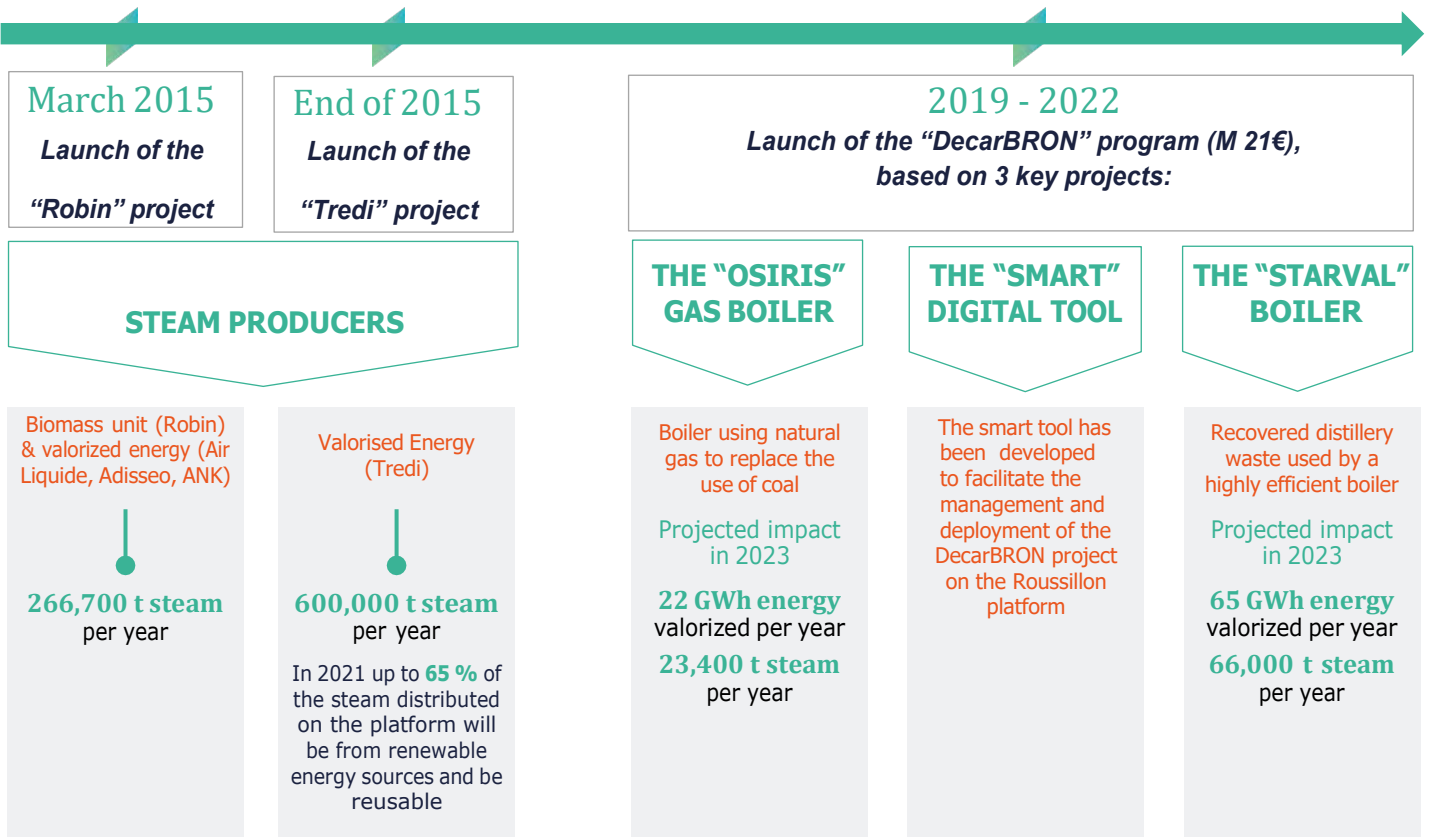 March 2015
Launch of the
“Robin” project
End of 2015
Launch of the
“Tredi” project
2019 - 2022
Launch of the “DecarBRON” program (M 21€),
based on 3 key projects:
STEAM PRODUCERS
THE “OSIRIS”
GAS BOILER
THE “SMART”
DIGITAL TOOL
THE “STARVAL”
BOILER
Biomass unit (Robin)
& valorized energy (Air
Liquide, Adisseo, ANK)
266,700 t steam
per year
Valorised Energy
(Tredi)
600,000 t steam
per year
In 2021 up to 65 % of
the steam distributed
on the platform will
be from renewable
energy sources and be
reusable
Boiler using natural
gas to replace the
use of coal
Projected impact
in 2023
22 GWh energy
valorized per year
23,400 t steam
per year
The smart tool has
been developed
to facilitate the
management and
deployment of the
DecarBRON project
on the Roussillon
platform
Recovered distillery
waste used by a
highly efficient boiler
Projected impact
in 2023
65 GWh energy
valorized per year
66,000 t steam
per year